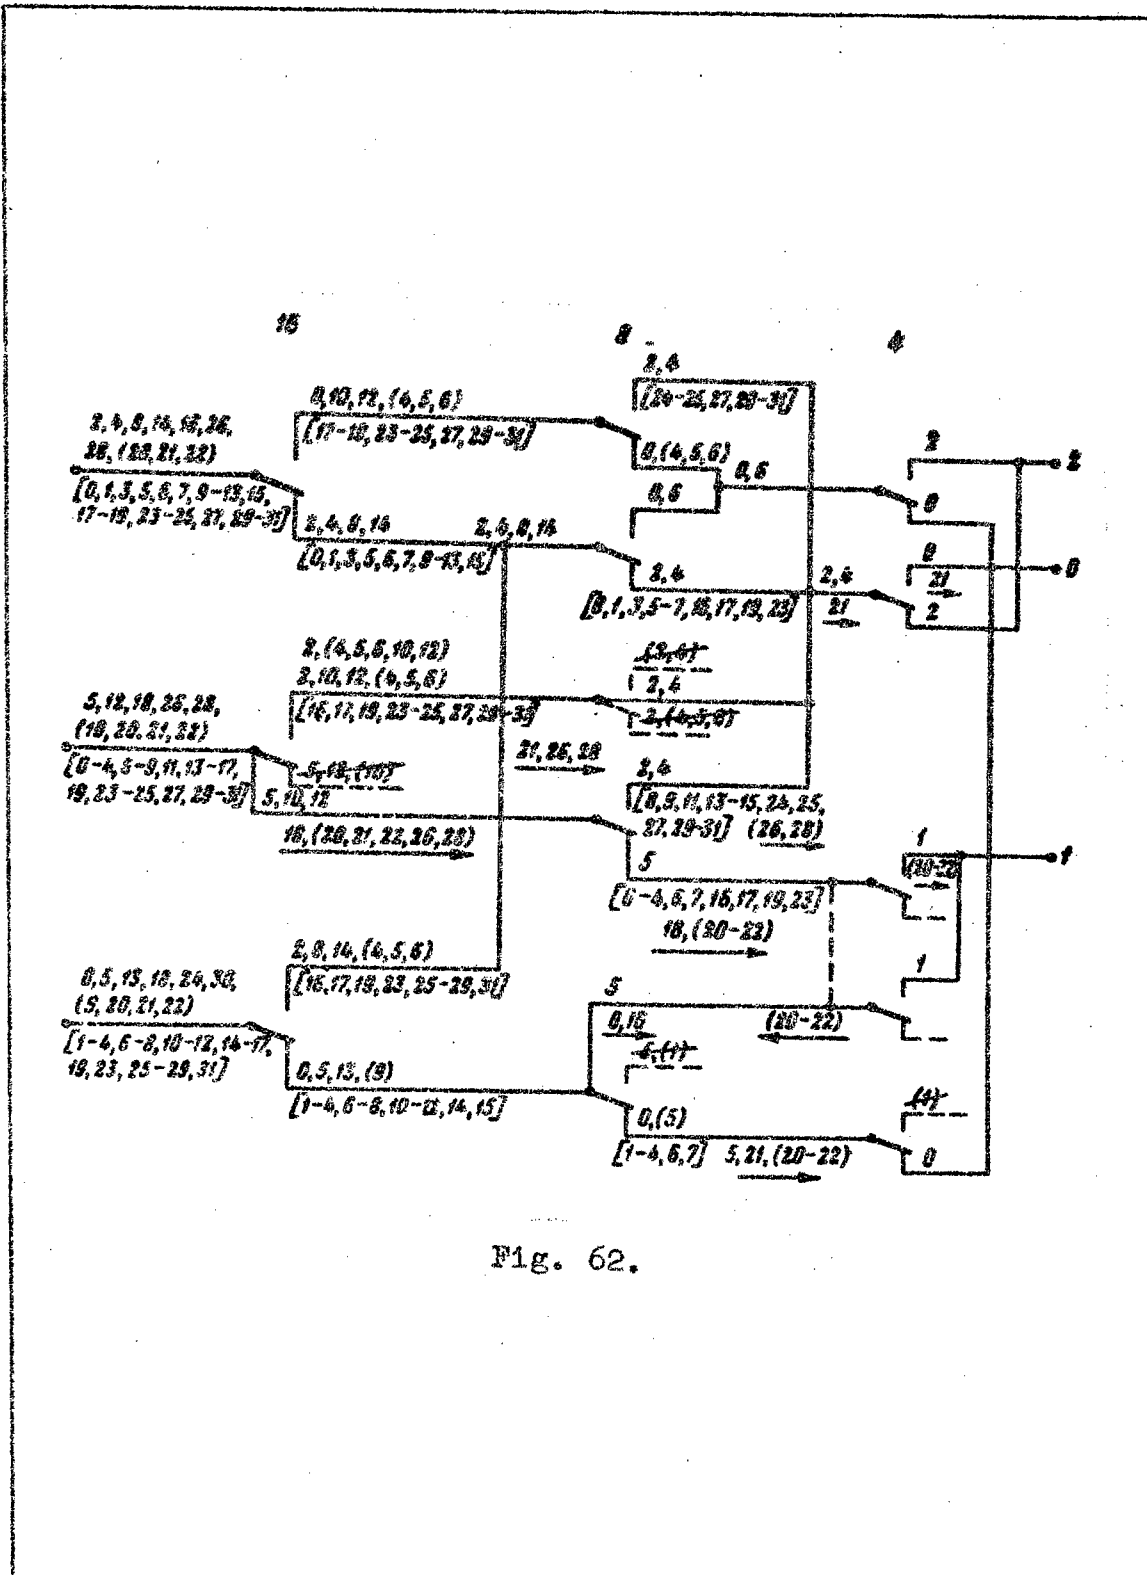 16
8
4
2, 4
[24-25, 27, 29-31]
0, 10, 12, (4, 5, 6)
[17-19, 23-25, 27, 29-31]
2, 4, 8, 14, 16, 26,
28, (20, 21, 22)
[0, 1, 3, 5, 6, 7, 9-13, 15,
17-19, 23-25, 27, 29-31]
0, (4, 5, 6)
0, 6
0, 6
2
2
0
2, 4, 8, 14
2, 4, 8, 14
[0, 1, 3, 5, 6, 7, 9-13, 15]
2, 4
[0, 1, 3, 5-7, 16, 17, 19, 23]
2, 4
21
0
0
21
2
2, (4, 5, 6, 10, 12)
2, 10, 12, (4, 5, 6)
[16, 17, 19, 23-25, 27, 29-31]
2, 4
2, (4, 5, 6)
5, 12, 18, 26, 28,
(10, 20, 21, 22)
[0-4, 6-9, 11, 13-17,
19, 23-25, 27, 29-31]
5, 12, (10)
5, 10, 12
18, (20, 21, 22, 26, 28)
21, 26, 28
2, 4
[8, 9, 11, 13-15, 24, 25,
27, 29-31] (26, 28)
5
[0-4, 6, 7, 16, 17, 19, 23]
18, (20-22)
1
1
(20-22)
2, 8, 14, (4, 5, 6)
[16, 17, 19, 23, 25-29, 31]
0, 5, 13, 18, 24, 30,
(9, 20, 21, 22)
[1-4, 6-8, 10-12, 14-17,
19, 23, 25-29, 31]
5
0, 16
(20-22)
1
0, 5, 13, (9)
[1-4, 6-8, 10-12, 14, 15]
0, (5)
[1-4, 6, 7]
5, 21, (20-22)
0
Fig. 62.